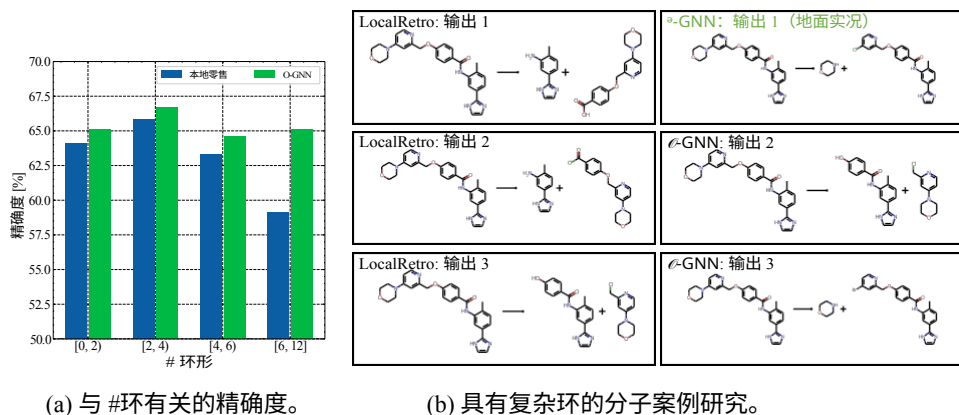 70.0
67.5
65.0
62.5
60.0
57.5
55.0
52.5
50.0
精确度 [%]
本地零售
O-GNN
[0, 2)
[2, 4)
[4, 6)
[6, 12]
# 环形
(a) 与 #环有关的精确度。
LocalRetro: 输出 1
-GNN：输出 1（地面实况）
LocalRetro: 输出 2
𝒪-GNN: 输出 2
LocalRetro: 输出 3
𝒪-GNN: 输出 3
(b) 具有复杂环的分子案例研究。